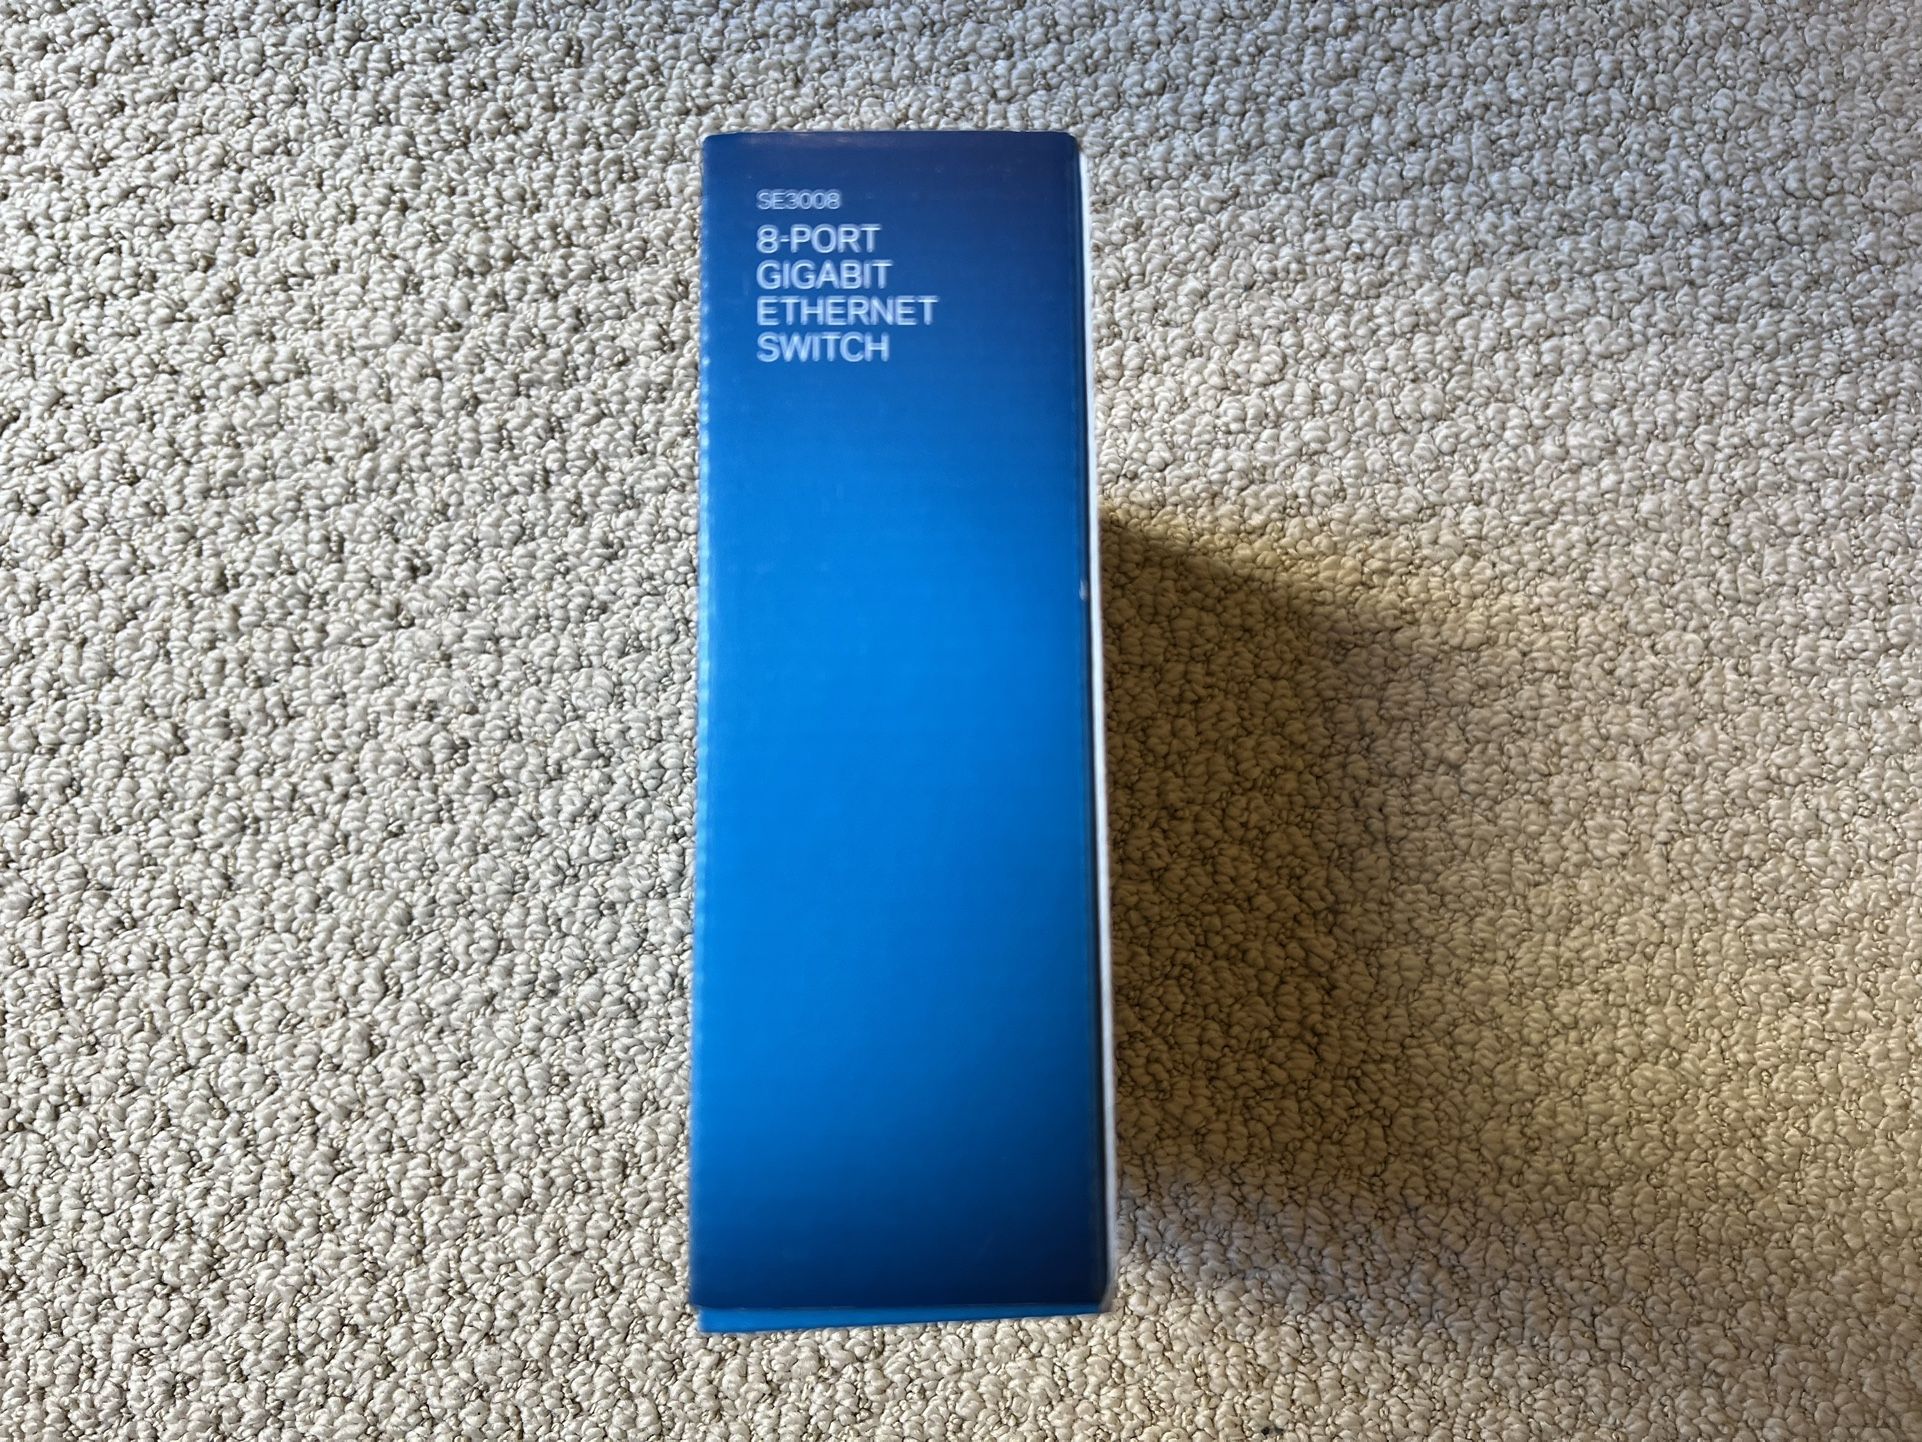 SE3008
8-PORT
GIGABIT
ETHERNET
SWITCH